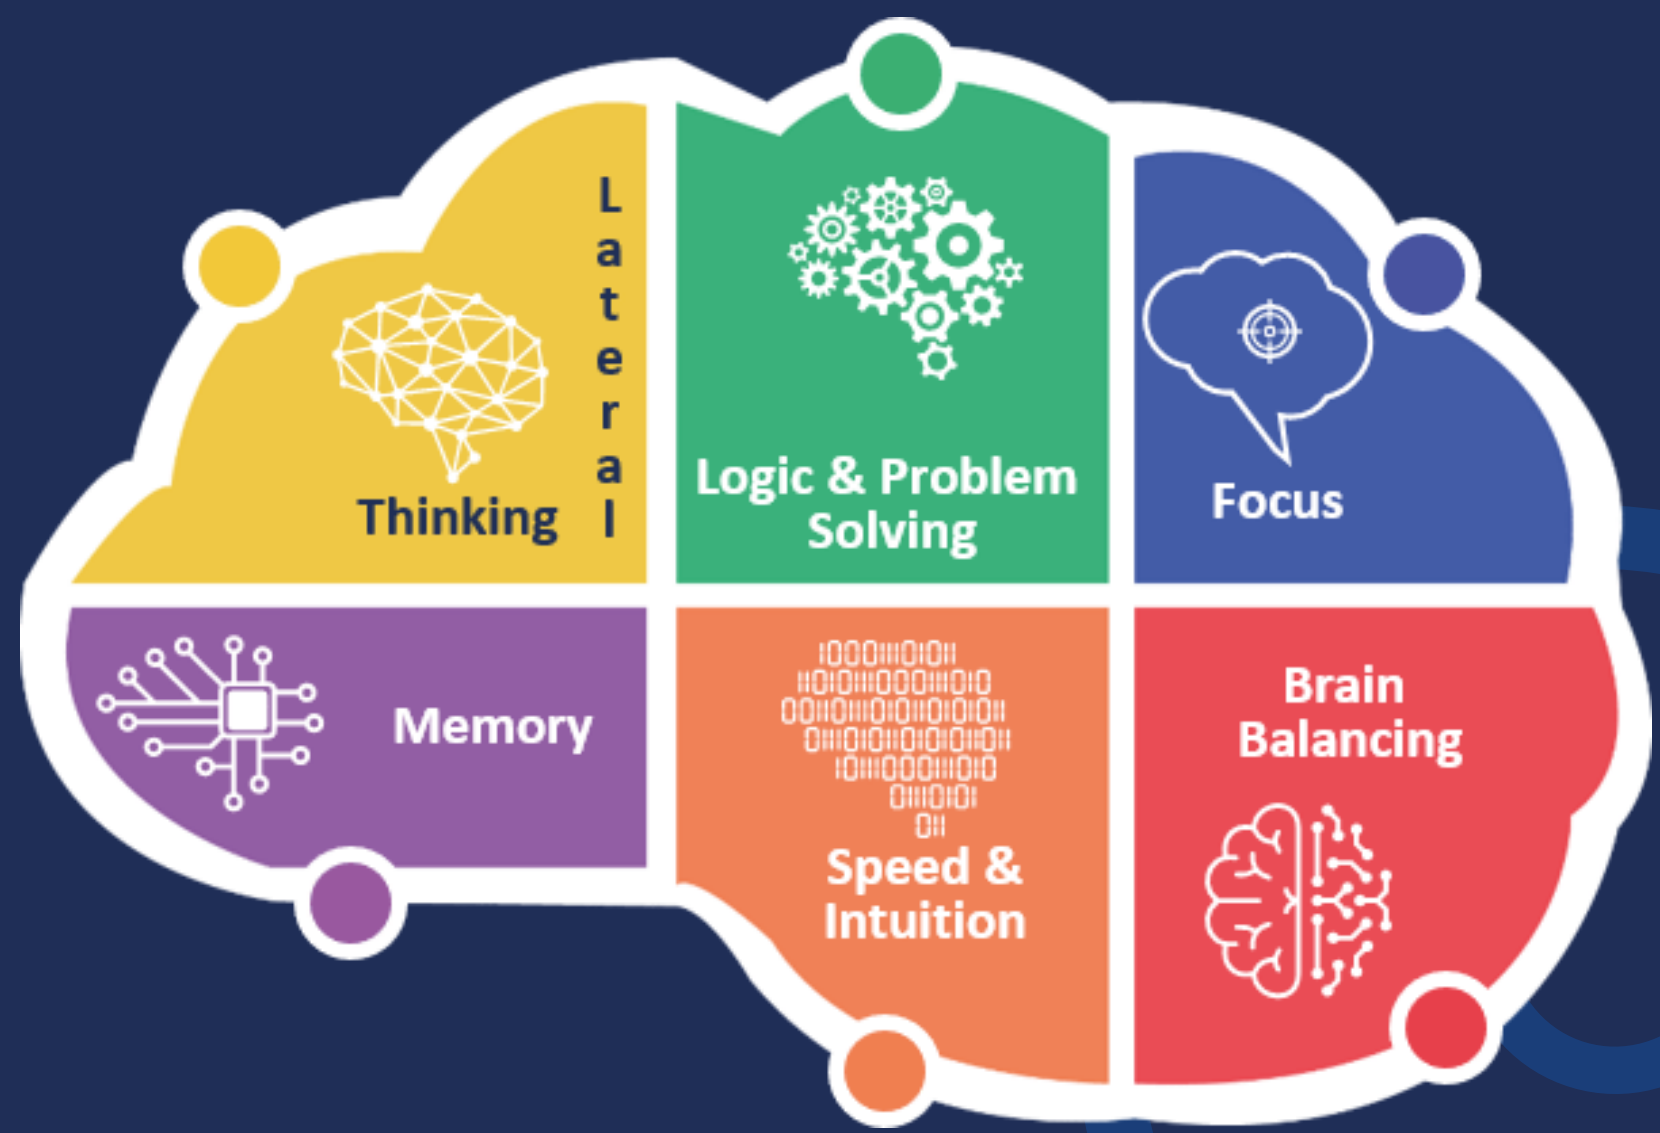 Lateral
Thinking
Logic & Problem
Solving
Focus
Memory
Speed &
Intuition
Brain
Balancing